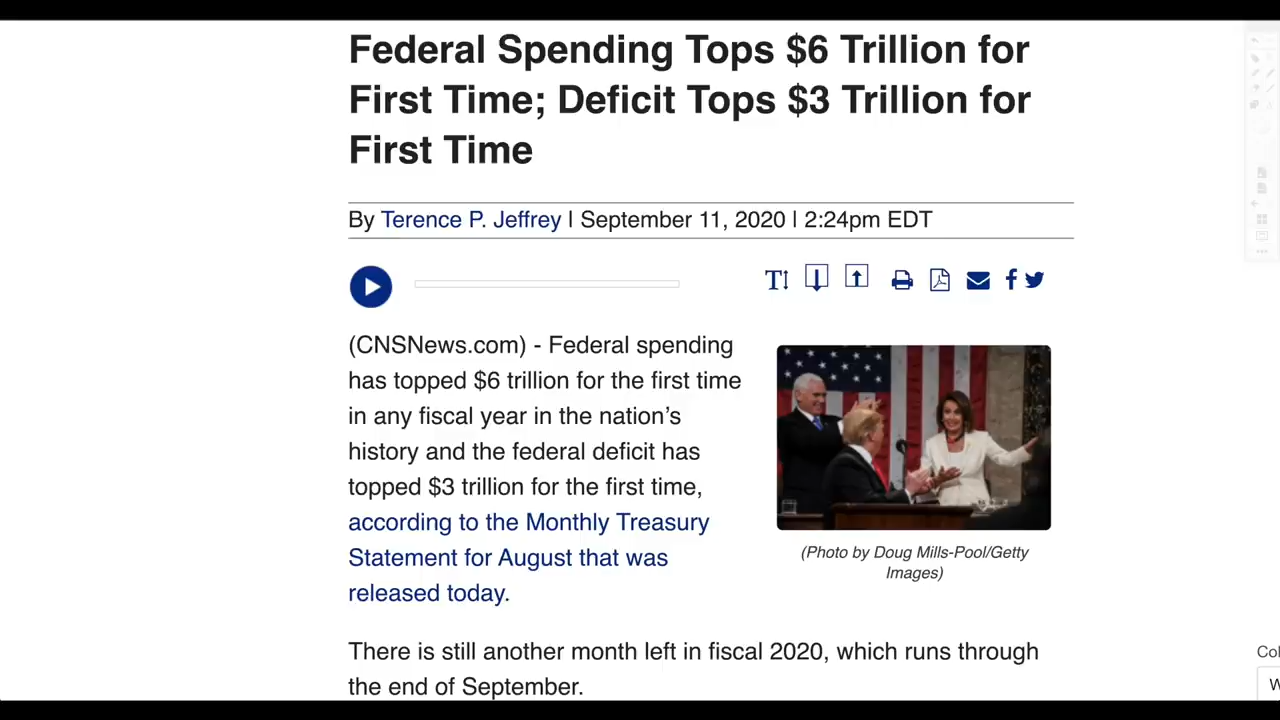 Federal Spending Tops $6 Trillion for
First Time; Deficit Tops $3 Trillion for
First Time
By Terence P. Jeffrey | September 11, 2020 | 2:24pm EDT
(CNSNews.com) - Federal spending
has topped $6 trillion for the first time
in any fiscal year in the nation’s
history and the federal deficit has
topped $3 trillion for the first time,
according to the Monthly Treasury
Statement for August that was
released today.
(Photo by Doug Mills-Pool/Getty
Images)
There is still another month left in fiscal 2020, which runs through
the end of September.
Col
W